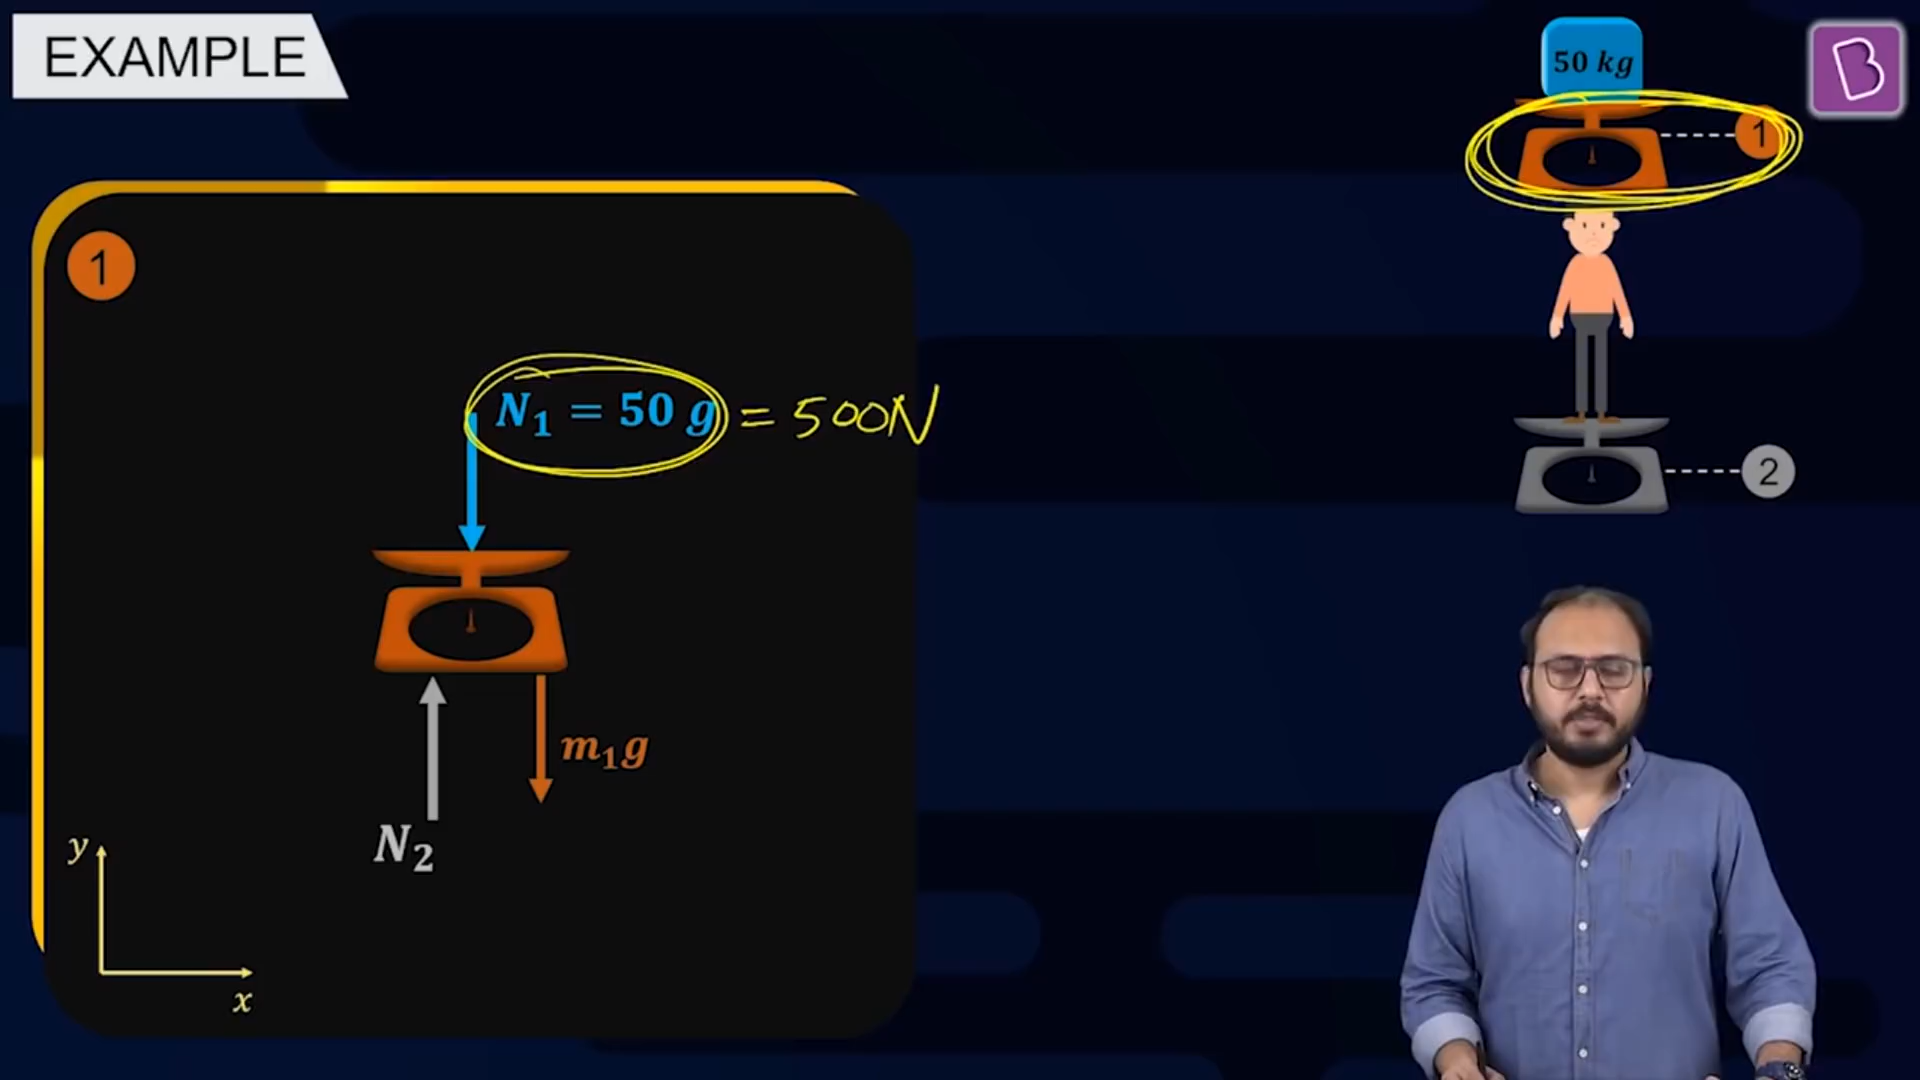 EXAMPLE
50 kg
B
1
1
N₁ = 50 g = 500N
2
m₁g
N₂
y
x